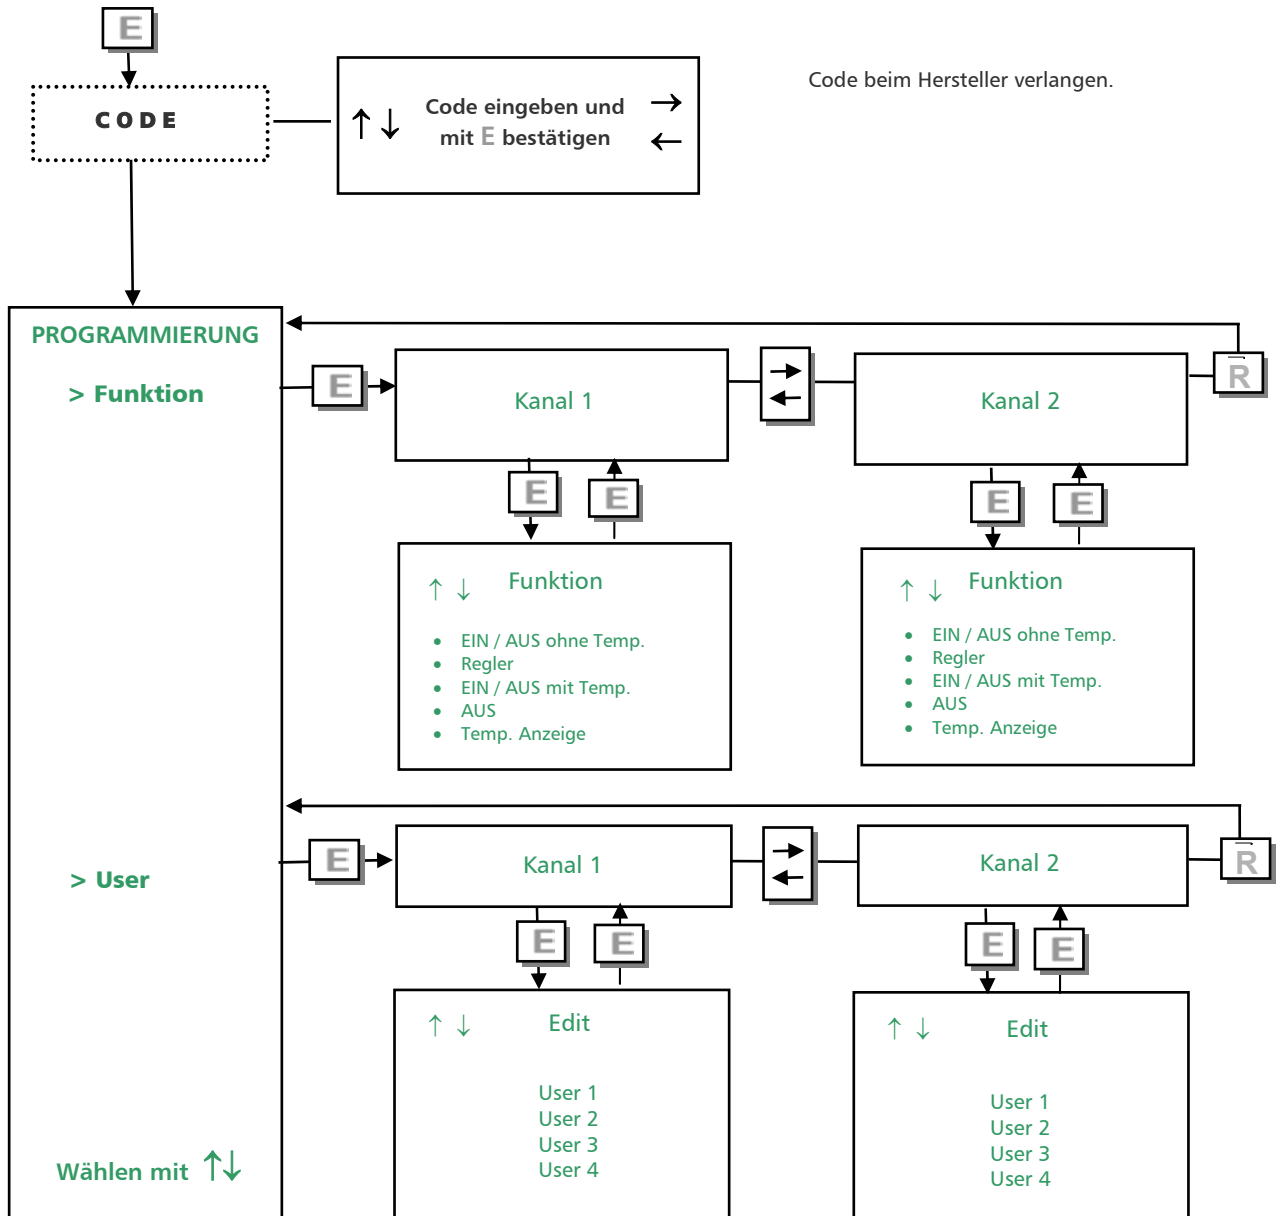 E
CODE
↑ ↓ Code eingeben und →
mit E bestätigen ←
Code beim Hersteller verlangen.
PROGRAMMIERUNG
> Funktion
E
Kanal 1
→
←
Kanal 2
R
E
E
E
E
↑ ↓ Funktion
• EIN / AUS ohne Temp.
• Regler
• EIN / AUS mit Temp.
• AUS
• Temp. Anzeige
↑ ↓ Funktion
• EIN / AUS ohne Temp.
• Regler
• EIN / AUS mit Temp.
• AUS
• Temp. Anzeige
> User
E
Kanal 1
→
←
Kanal 2
R
E
E
E
E
↑ ↓ Edit
User 1
User 2
User 3
User 4
↑ ↓ Edit
User 1
User 2
User 3
User 4
Wählen mit ↑↓